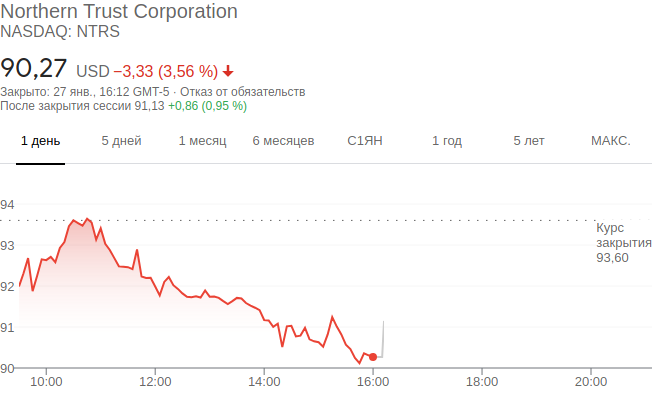 Northern Trust Corporation
NASDAQ: NTRS
90,27 USD −3,33 (3,56 %)
Закрыто: 27 янв., 16:12 GMT-5 · Отказ от обязательств
После закрытия сессии 91,13 +0,86 (0,95 %)
1 день 5 дней 1 месяц 6 месяцев С1ЯН 1 год 5 лет МАКС.
94
Курс
закрытия
93,60
93
92
91
90
10:00 12:00 14:00 16:00 18:00 20:00